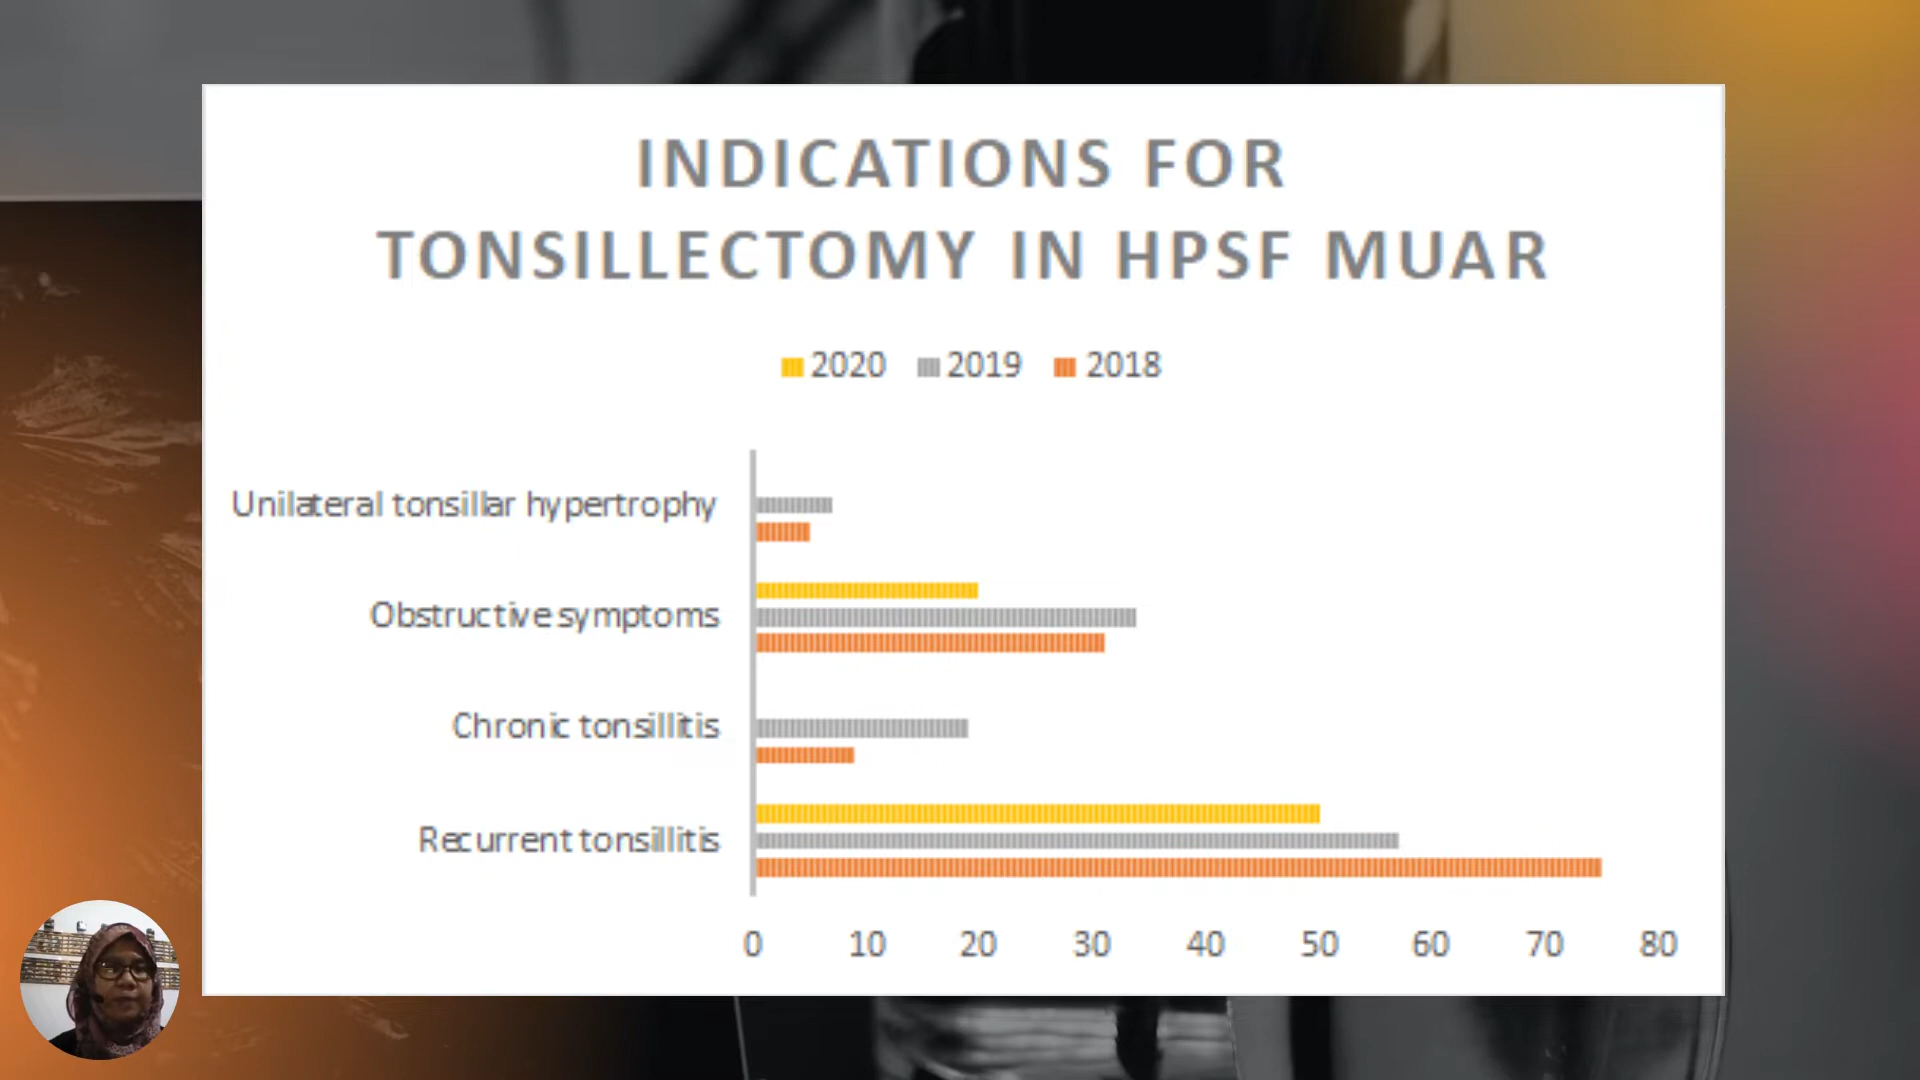 INDICATIONS FOR
TONSILLECTOMY IN HPSF MUAR
2020 2019 2018
Unilateral tonsillar hypertrophy
Obstructive symptoms
Chronic tonsillitis
Recurrent tonsillitis
0 10 20 30 40 50 60 70 80